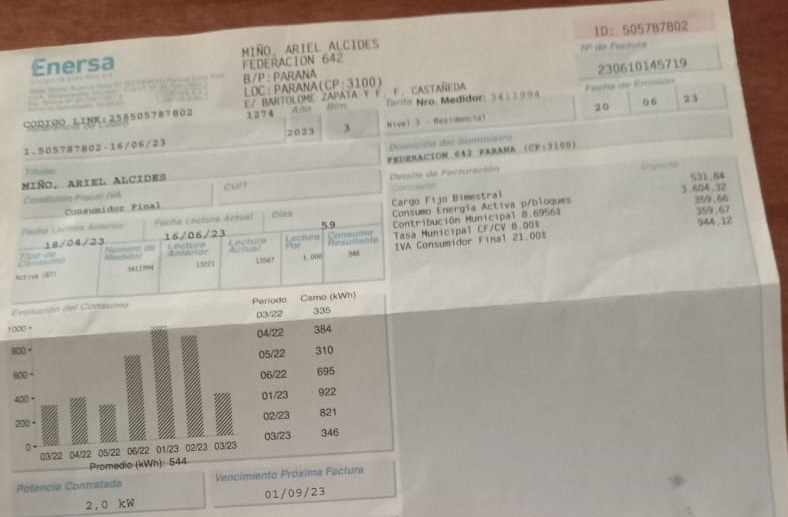 ID: 505787802
Enersa
MIÑO, ARIEL ALCIDES
FEDERACION 642
B/P:PARANA
LOC:PARANA(CP:3100)
E/ BARTOLOME ZAPATA Y F. F. CASTAÑEDA
Nº de Factura
230610145719
CODIGO LINK:258505787802
1274
Año
2023
Bim.
3
Tarifa Nro. Medidor: 3411994
Nivel 3 - Residencial
Fecha de Emisión
20 06 23
1.505787802-16/06/23
Domicilio del Suministro
FEDERACION 642 PARANA (CP:3100)
Titular
MIÑO, ARIEL ALCIDES
Condición Fiscal IVA
Consumidor Final
CUIT
Detalle de Facturación
Concepto
Importe
Cargo Fijo Bimestral 531,84
Consumo Energía Activa p/bloques 3.604,32
Contribución Municipal 8.6956% 359,66
Tasa Municipal CF/CV 8.00% 359,67
IVA Consumidor Final 21.00% 944,12
Fecha Lectura Anterior
18/04/23
Fecha Lectura Actual
16/06/23
Días
59
Tipo de Consumo
Número de Medidor
Lectura Anterior
Lectura Actual
Lectura Por
Consumo Resultante
3411994 13221 13567 1.000 346
Evolución del Consumo
Período Csmo (kWh)
03/22 335
04/22 384
05/22 310
06/22 695
01/23 922
02/23 821
03/23 346
1000
800
600
400
200
0
03/22 04/22 05/22 06/22 01/23 02/23 03/23
Promedio (kWh): 544
Potencia Contratada
2,0 kW
Vencimiento Próxima Factura
01/09/23